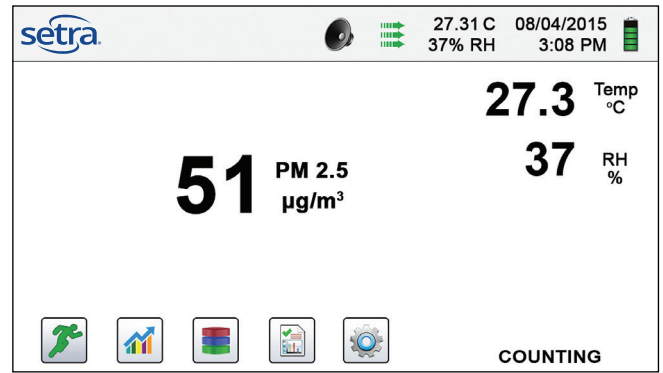 setra.
27.31 C 08/04/2015
37% RH 3:08 PM
27.3 Temp °C
51 PM 2.5 µg/m³
37 RH %
COUNTING